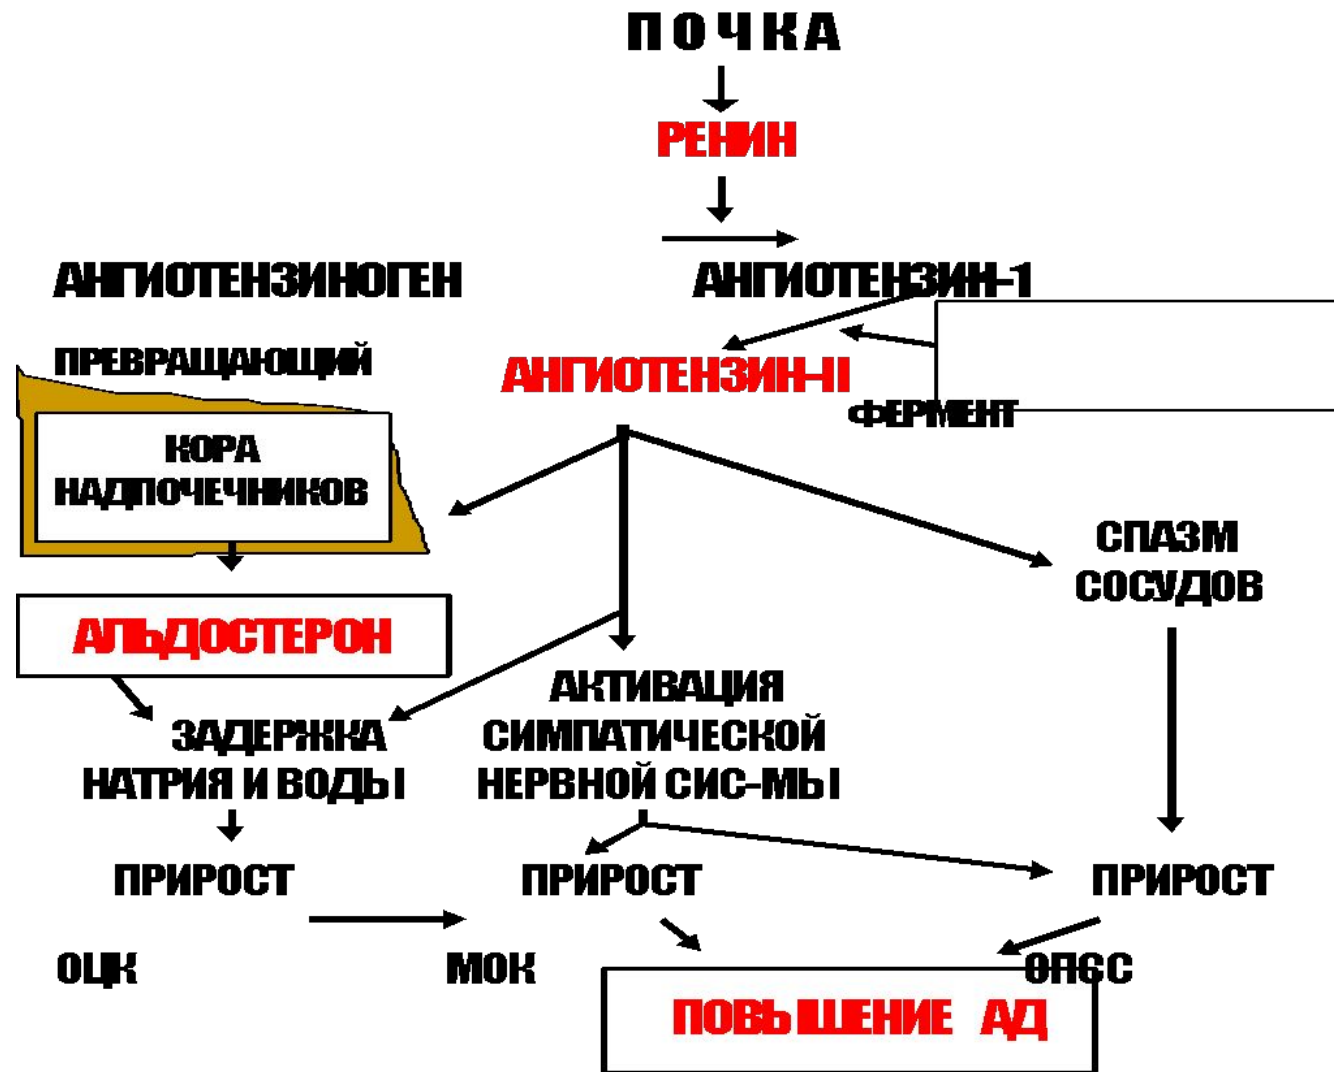 ПОЧКА
РЕНИН
АНГИОТЕНЗИНОГЕН АНГИОТЕНЗИН-1
ПРЕВРАЩАЮЩИЙ
АНГИОТЕНЗИН-II
ФЕРМЕНТ
КОРА
НАДПОЧЕЧНИКОВ
СПАЗМ
СОСУДОВ
АЛЬДОСТЕРОН
АКТИВАЦИЯ
ЗАДЕРЖКА СИМПАТИЧЕСКОЙ
НАТРИЯ И ВОДЫ НЕРВНОЙ СИС-МЫ
ПРИРОСТ ПРИРОСТ ПРИРОСТ
ОЦК МОК ОПСС
ПОВЫШЕНИЕ АД